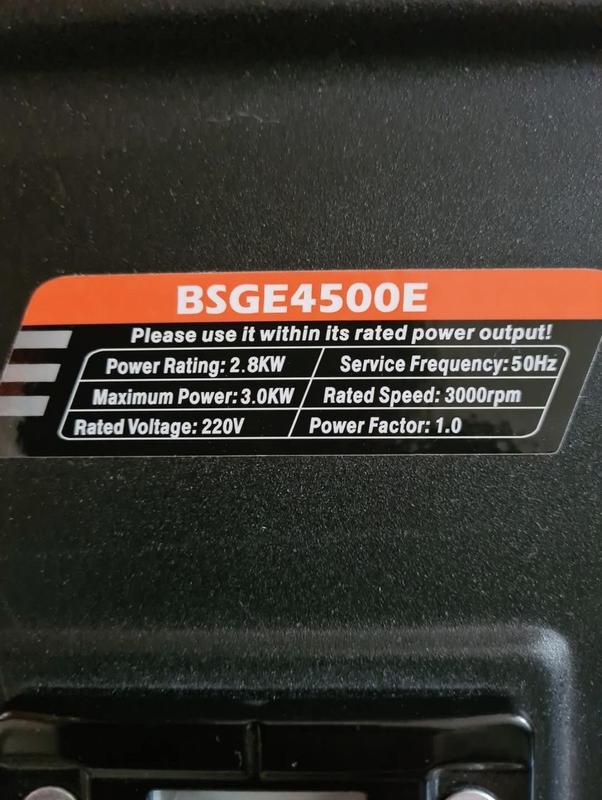 BSGE4500E
Please use it within its rated power output!
Power Rating: 2.8KW Service Frequency: 50Hz
Maximum Power: 3.0KW Rated Speed: 3000rpm
Rated Voltage: 220V Power Factor: 1.0